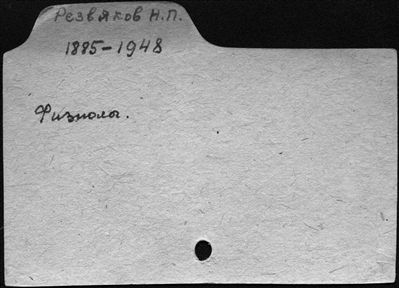 Резвяков Н.П.
1885-1948
Физиолог.